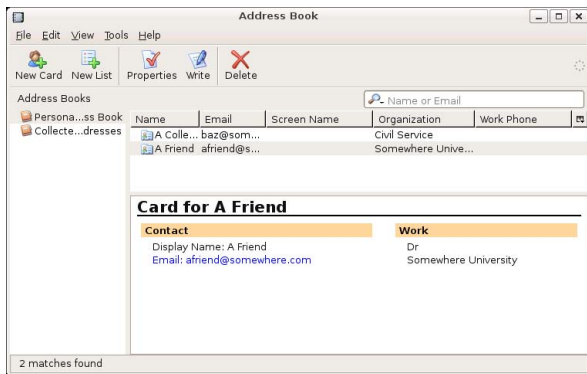 Address Book
File Edit View Tools Help
New Card New List Properties Write Delete
Address Books
Name or Email
Persona...ss Book
Collecte...dresses
Name Email Screen Name Organization Work Phone
A Colle... baz@som... Civil Service
A Friend afriend@s... Somewhere Unive...
Card for A Friend
Contact
Display Name: A Friend
Email: afriend@somewhere.com
Work
Dr
Somewhere University
2 matches found